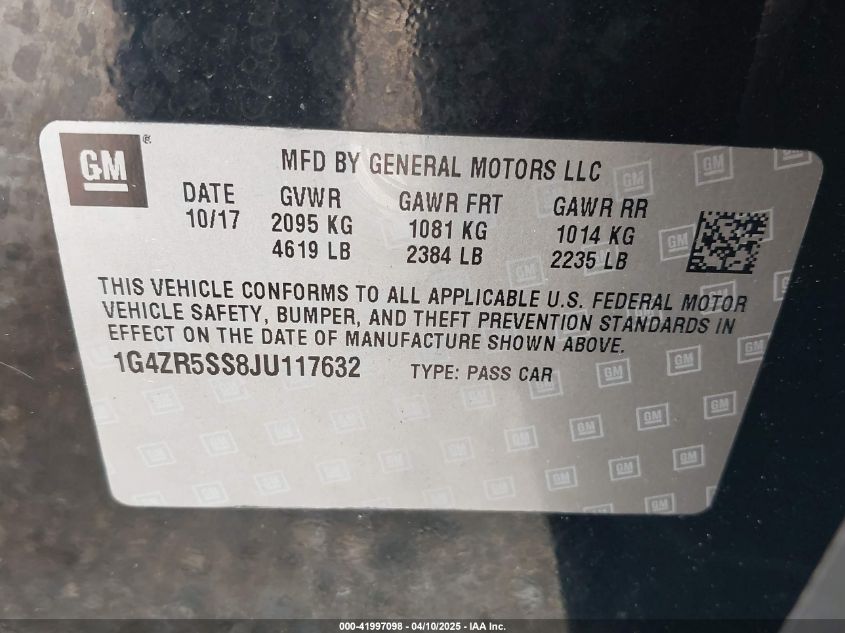 GM ®
MFD BY GENERAL MOTORS LLC
DATE GVWR GAWR FRT GAWR RR
10/17 2095 KG 1081 KG 1014 KG
4619 LB 2384 LB 2235 LB
THIS VEHICLE CONFORMS TO ALL APPLICABLE U.S. FEDERAL MOTOR
VEHICLE SAFETY, BUMPER, AND THEFT PREVENTION STANDARDS IN
EFFECT ON THE DATE OF MANUFACTURE SHOWN ABOVE.
1G4ZR5SS8JU117632 TYPE: PASS CAR
000-41997098 - 04/10/2025 - IAA Inc.